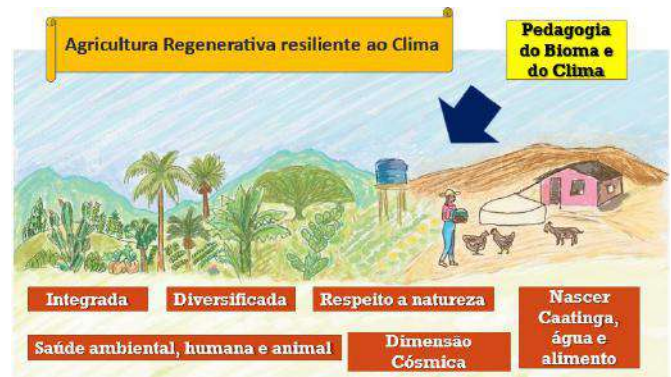 Agricultura Regenerativa resiliente ao Clima
Pedagogia
do Bioma e
do Clima
Integrada
Diversificada
Respeito a natureza
Nascer
Caatinga,
água e
alimento
Saúde ambiental, humana e animal
Dimensão
Cósmica